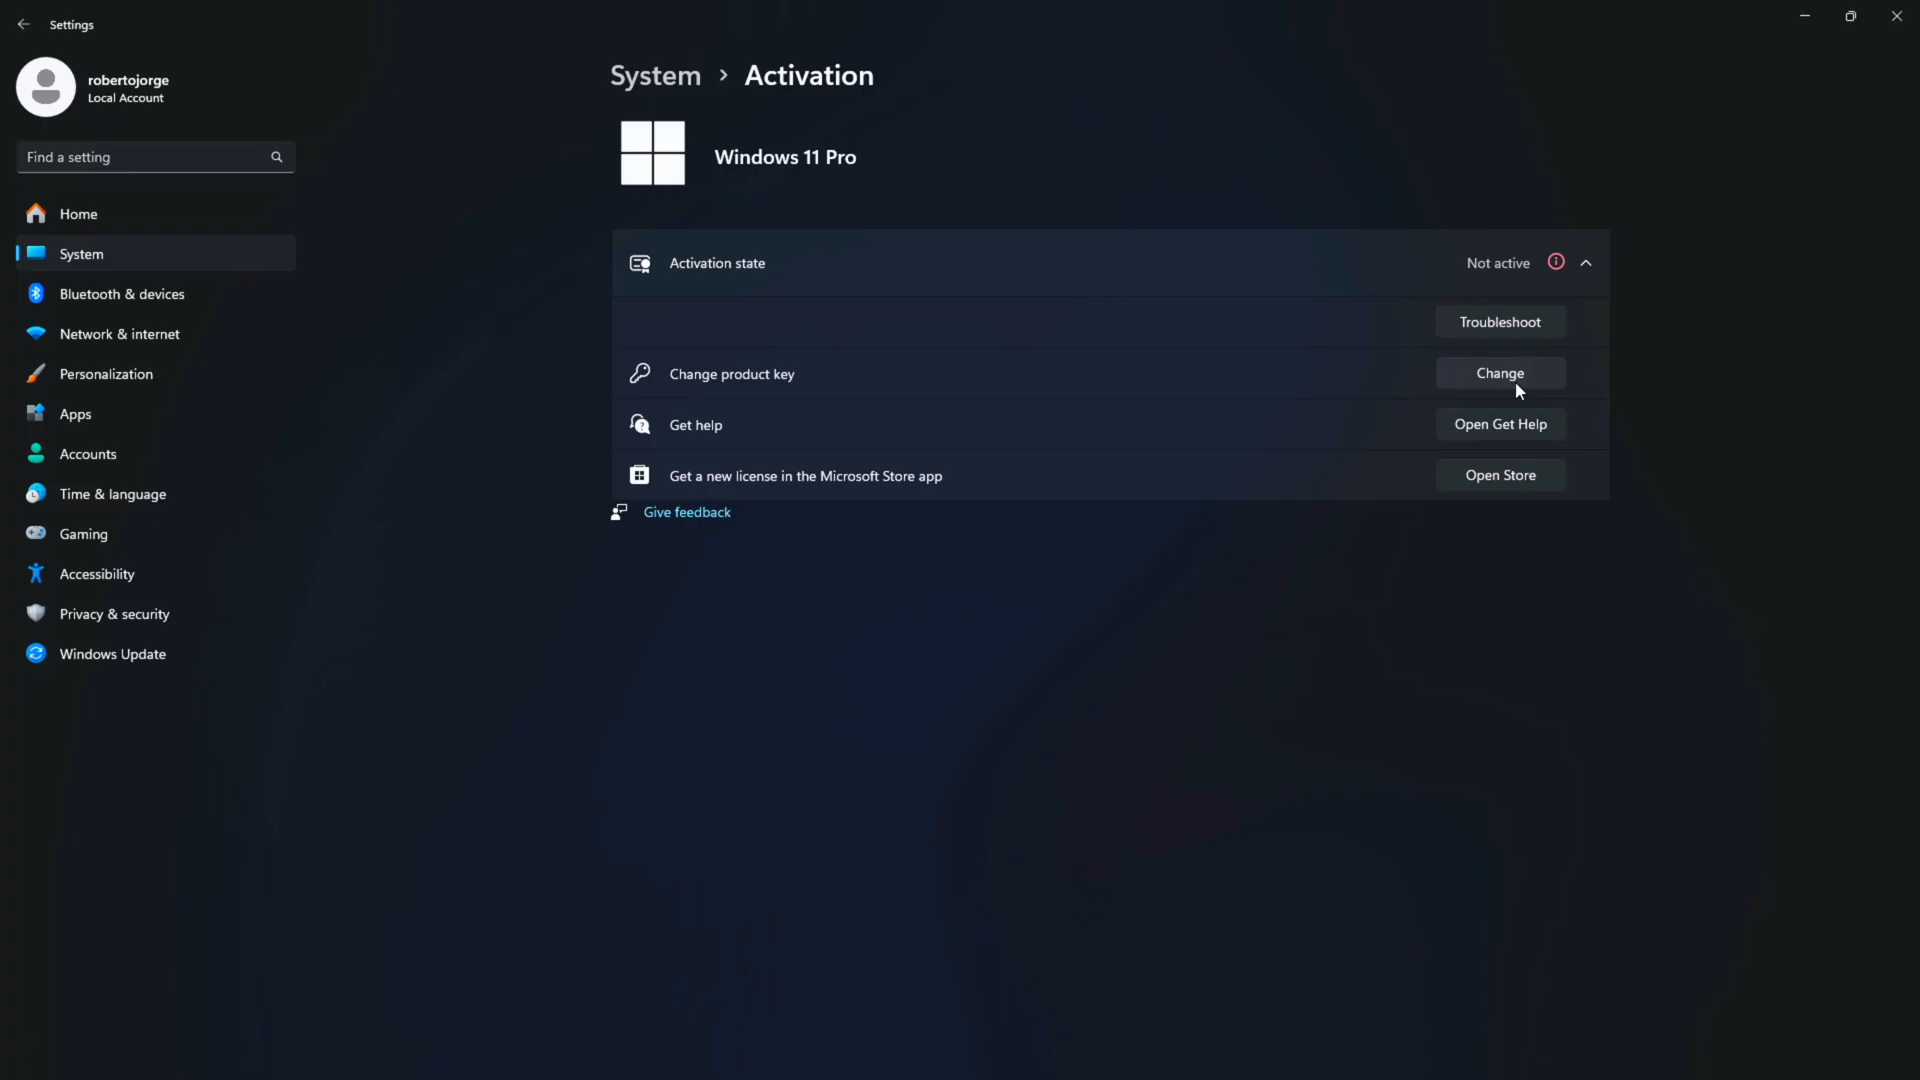 Settings
robertojorge
Local Account
Find a setting
Home
System
Bluetooth & devices
Network & internet
Personalization
Apps
Accounts
Time & language
Gaming
Accessibility
Privacy & security
Windows Update
System > Activation
Windows 11 Pro
Activation state Not active
Troubleshoot
Change product key Change
Get help Open Get Help
Get a new license in the Microsoft Store app Open Store
Give feedback